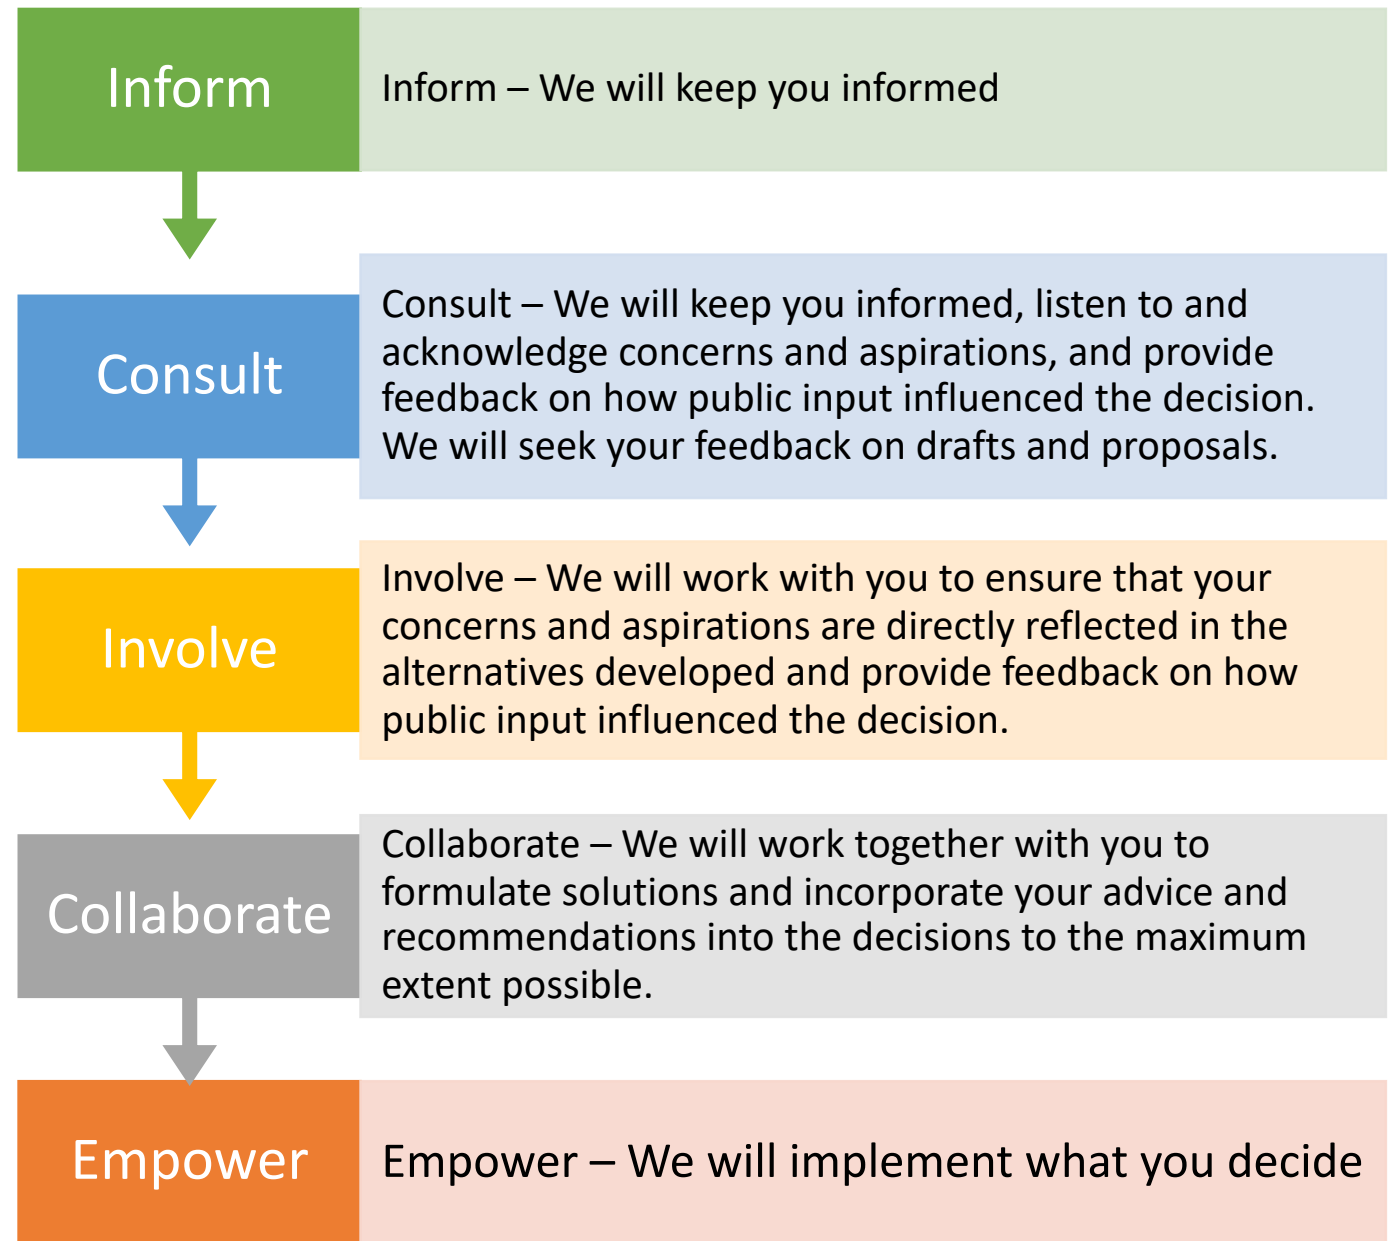 Inform
Inform – We will keep you informed
Consult
Consult – We will keep you informed, listen to and
acknowledge concerns and aspirations, and provide
feedback on how public input influenced the decision.
We will seek your feedback on drafts and proposals.
Involve
Involve – We will work with you to ensure that your
concerns and aspirations are directly reflected in the
alternatives developed and provide feedback on how
public input influenced the decision.
Collaborate
Collaborate – We will work together with you to
formulate solutions and incorporate your advice and
recommendations into the decisions to the maximum
extent possible.
Empower
Empower – We will implement what you decide